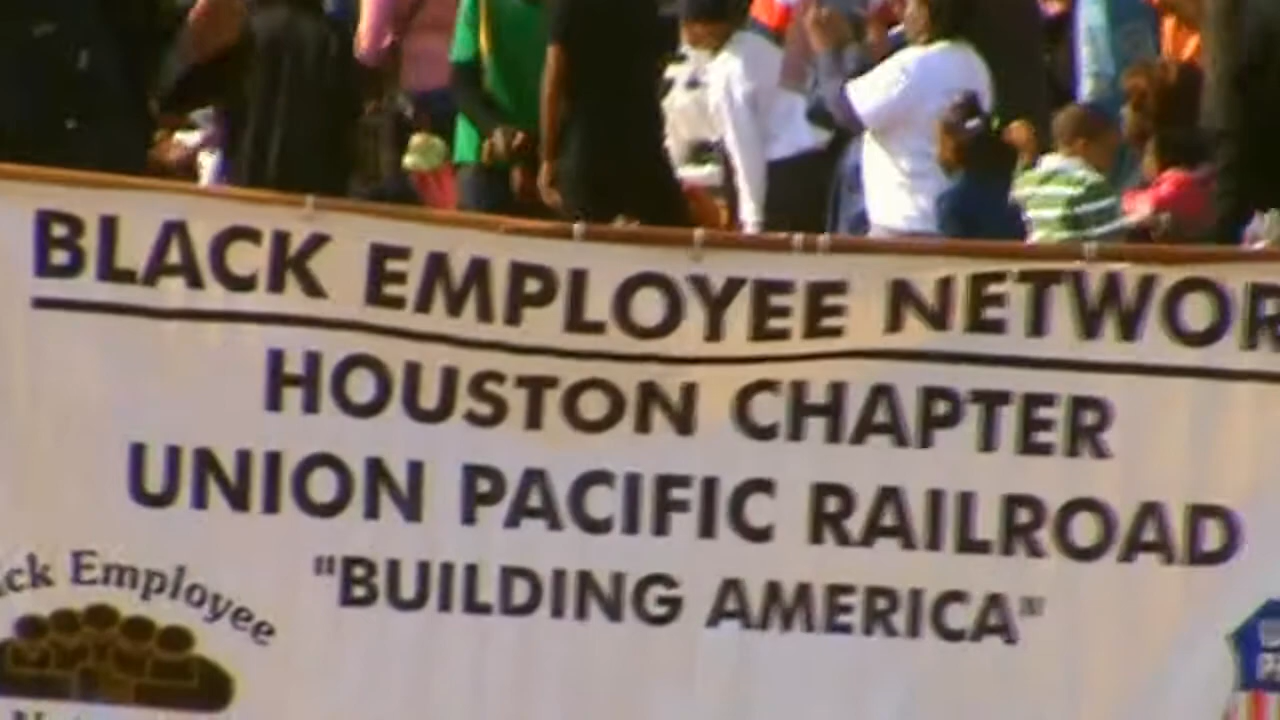 BLACK EMPLOYEE NETWOR
HOUSTON CHAPTER
UNION PACIFIC RAILROAD
"BUILDING AMERICA"
ck Employee